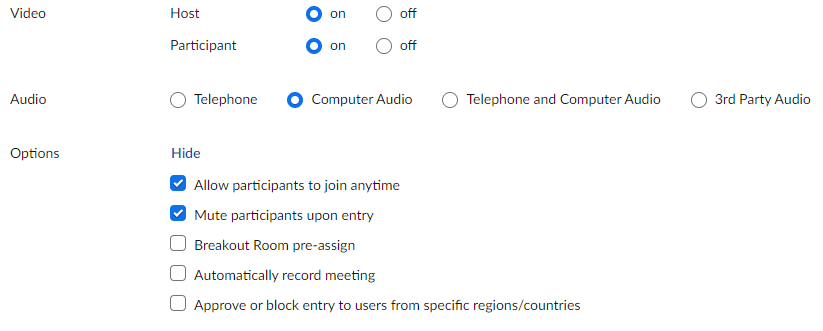 Video Host on off
Participant on off
Audio Telephone Computer Audio Telephone and Computer Audio 3rd Party Audio
Options Hide
Allow participants to join anytime
Mute participants upon entry
Breakout Room pre-assign
Automatically record meeting
Approve or block entry to users from specific regions/countries